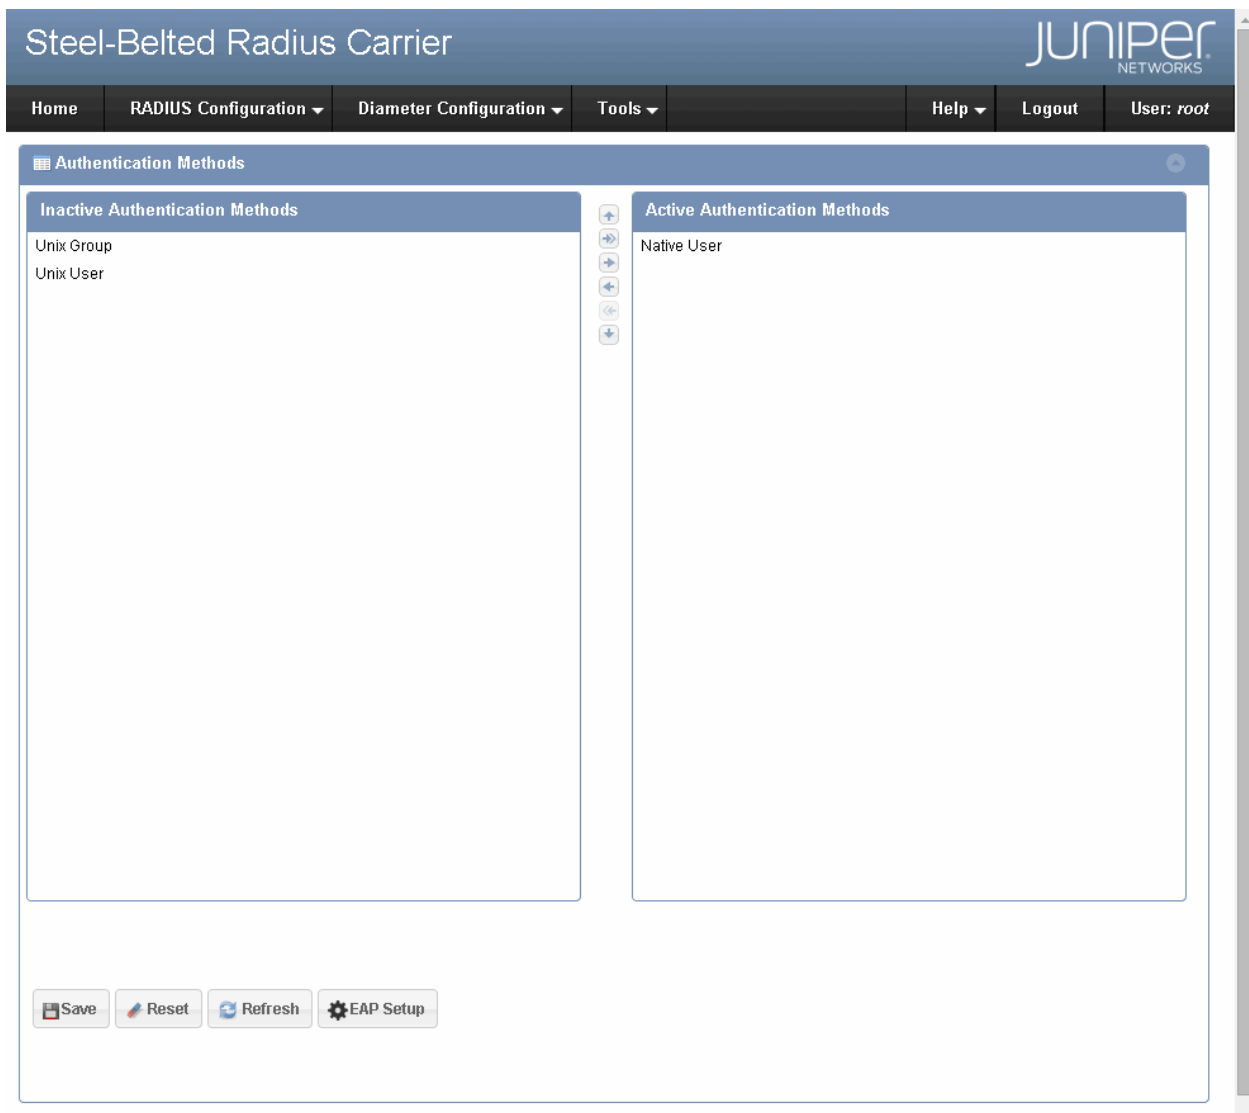 Steel-Belted Radius Carrier
JUNIPER
NETWORKS
Home RADIUS Configuration Diameter Configuration Tools Help Logout User: root
Authentication Methods
Inactive Authentication Methods
Unix Group
Unix User
Active Authentication Methods
Native User
Save Reset Refresh EAP Setup